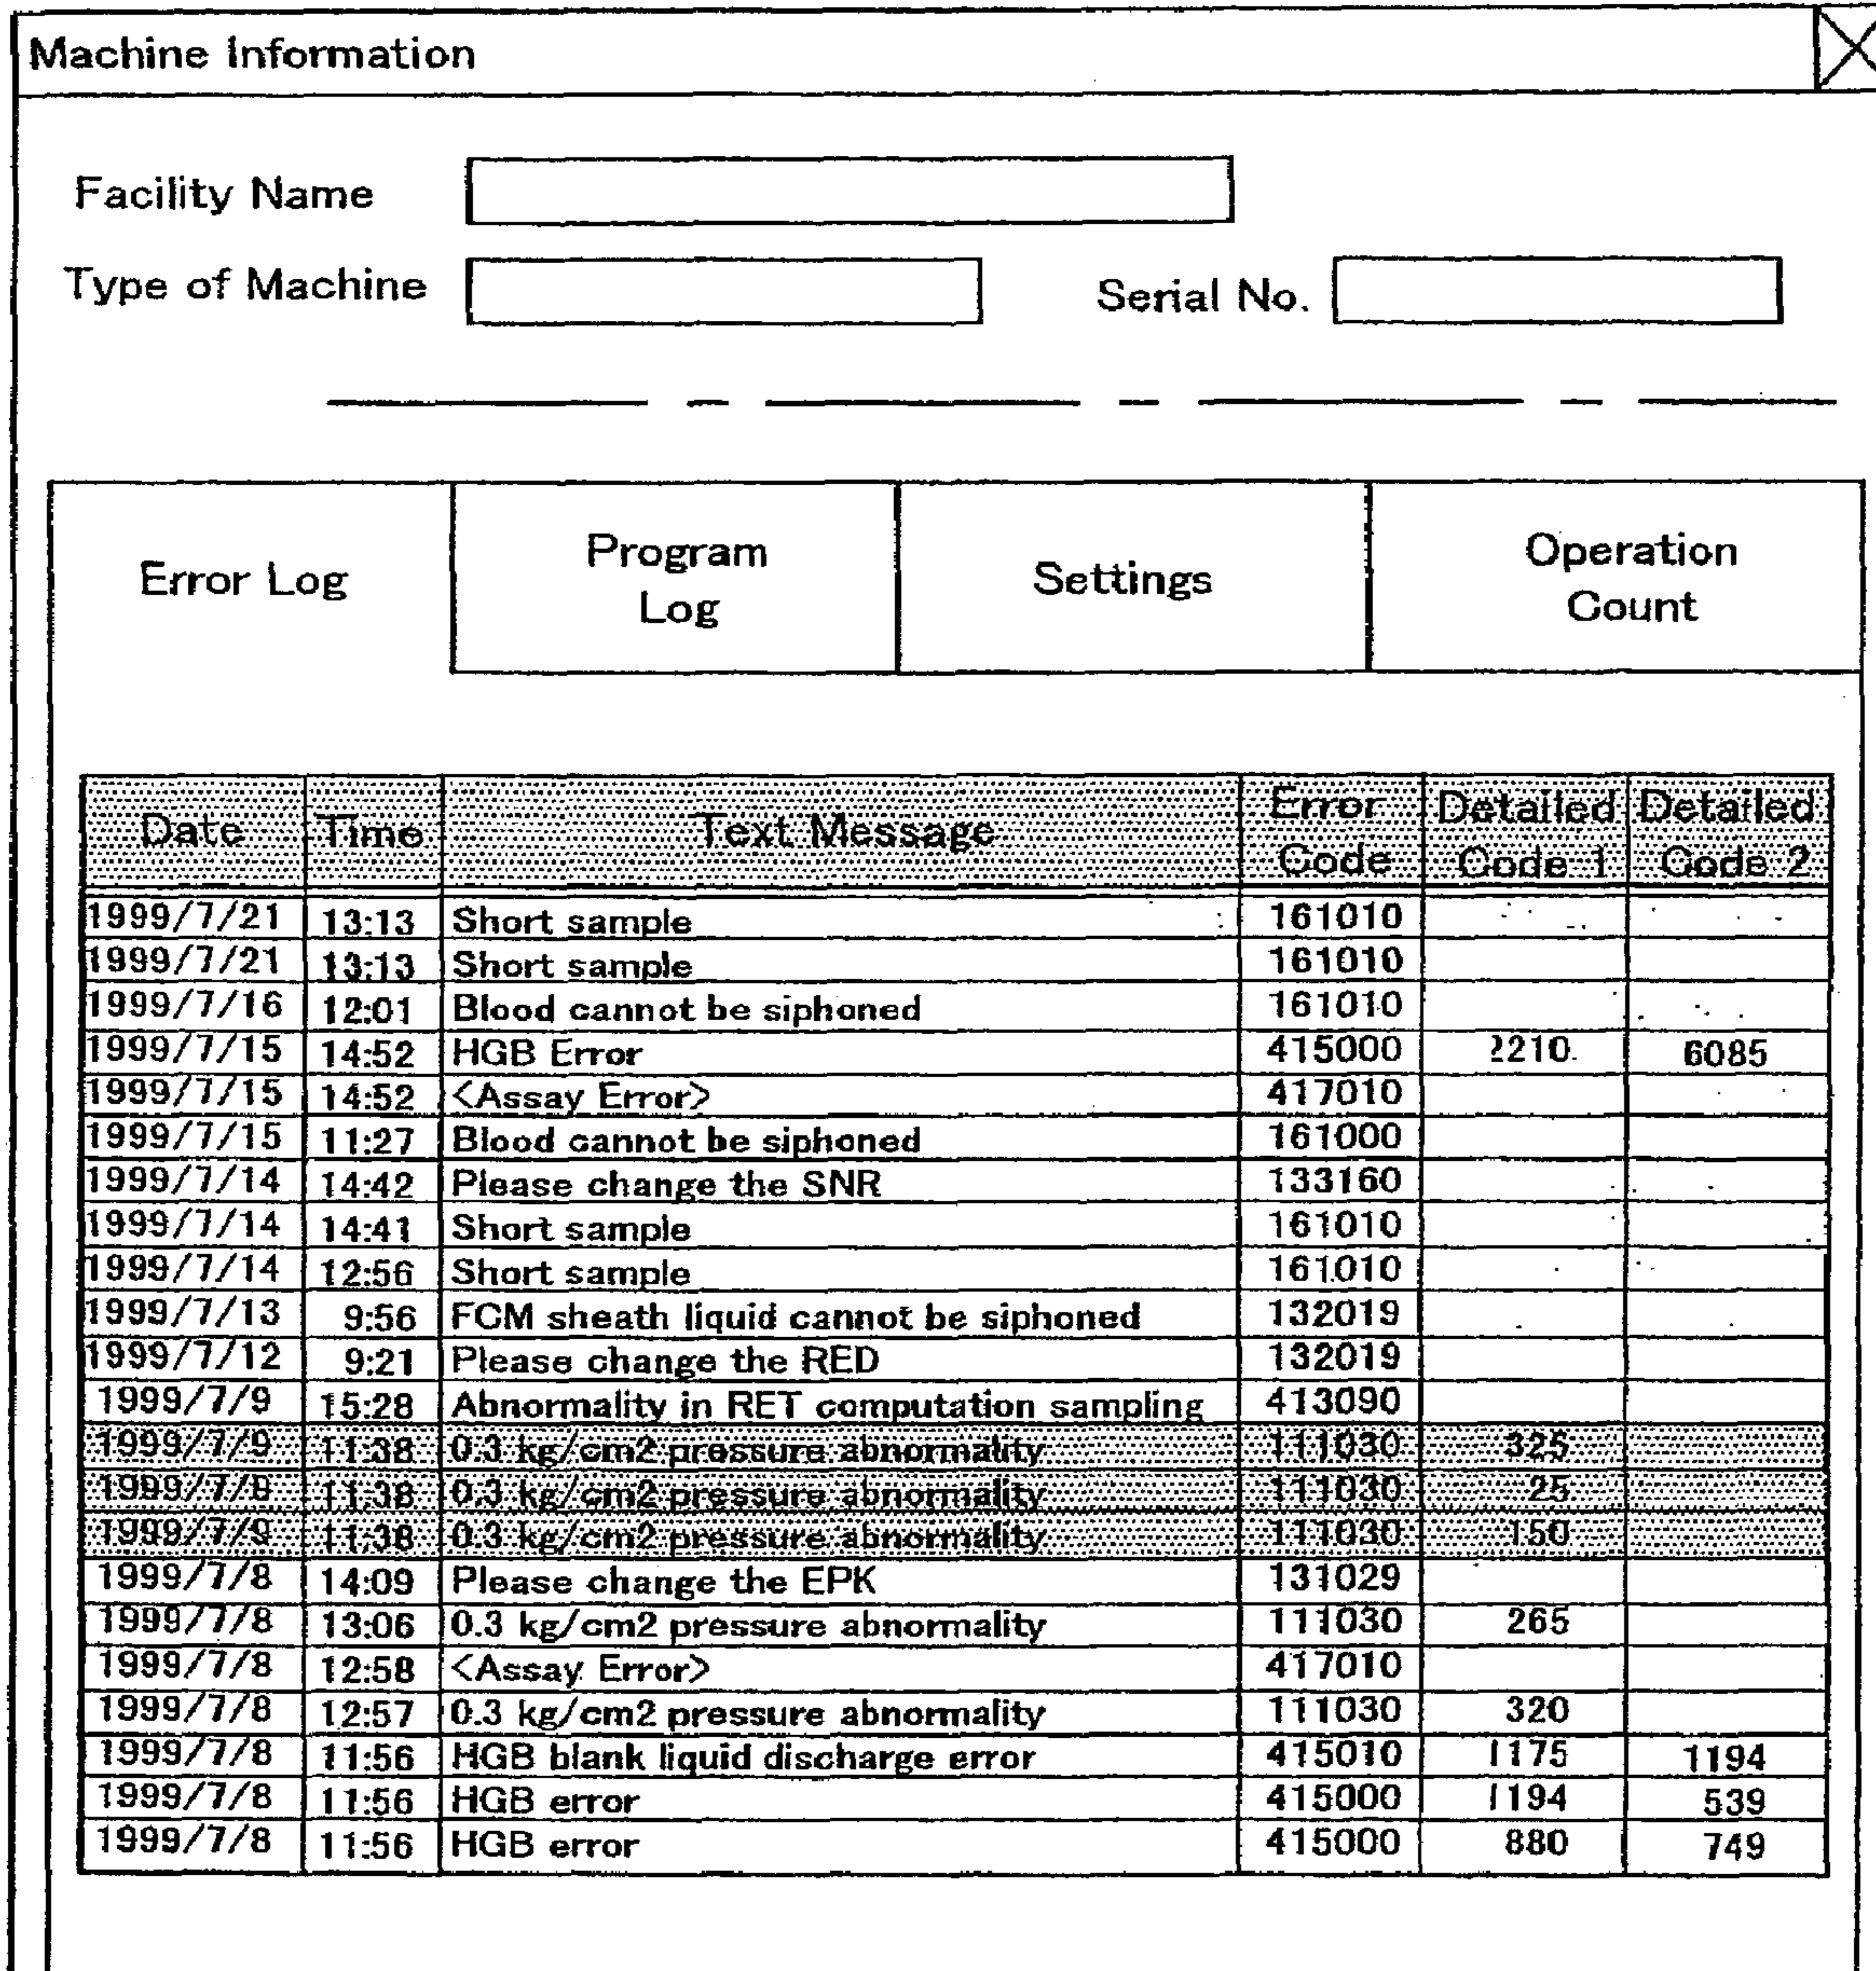 Machine Information
Facility Name
Type of Machine Serial No.
Error Log Program Log Settings Operation Count
Date Time Text Message Error Code Detailed Code 1 Detailed Code 2
1999/7/21 13:13 Short sample 161010
1999/7/21 13:13 Short sample 161010
1999/7/16 12:01 Blood cannot be siphoned 161010
1999/7/15 14:52 HGB Error 415000 2210 6085
1999/7/15 14:52 <Assay Error> 417010
1999/7/15 11:27 Blood cannot be siphoned 161000
1999/7/14 14:42 Please change the SNR 133160
1999/7/14 14:41 Short sample 161010
1999/7/14 12:56 Short sample 161010
1999/7/13 9:56 FCM sheath liquid cannot be siphoned 132019
1999/7/12 9:21 Please change the RED 132019
1999/7/9 15:28 Abnormality in RET computation sampling 413090
1999/7/9 11:38 0.3 kg/cm2 pressure abnormality 111030 325
1999/7/9 11:38 0.3 kg/cm2 pressure abnormality 111030 25
1999/7/9 11:38 0.3 kg/cm2 pressure abnormality 111030 150
1999/7/8 14:09 Please change the EPK 131029
1999/7/8 13:06 0.3 kg/cm2 pressure abnormality 111030 265
1999/7/8 12:58 <Assay Error> 417010
1999/7/8 12:57 0.3 kg/cm2 pressure abnormality 111030 320
1999/7/8 11:56 HGB blank liquid discharge error 415010 1175 1194
1999/7/8 11:56 HGB error 415000 1194 539
1999/7/8 11:56 HGB error 415000 880 749